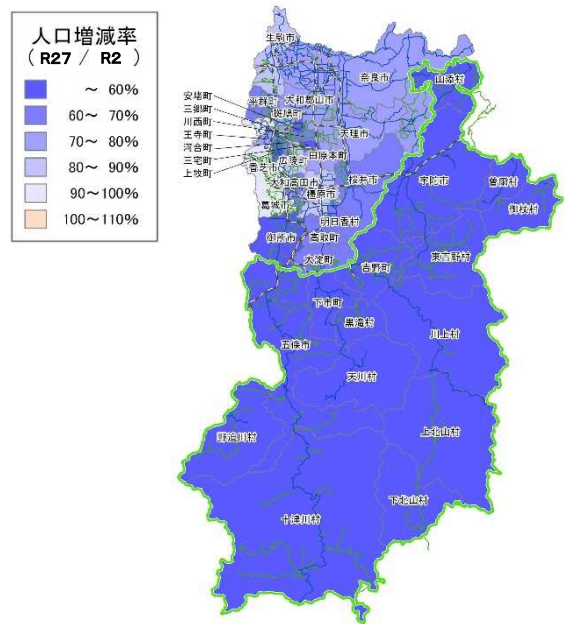 人口増減率
( R27 / R2 )
～ 60%
60～ 70%
70～ 80%
80～ 90%
90～100%
100～110%
生駒市
奈良市
山添村
安堵町
三郷町
川西町
王寺町
河合町
三宅町
上牧町
平群町
大和郡山市
斑鳩町
天理市
広陵町
田原本町
香芝市
大和高田市
桜井市
橿原市
葛城市
明日香村
御所市
高取町
大淀町
宇陀市
曽爾村
御杖村
東吉野村
吉野町
下市町
黒滝村
川上村
五條市
天川村
上北山村
野迫川村
下北山村
十津川村